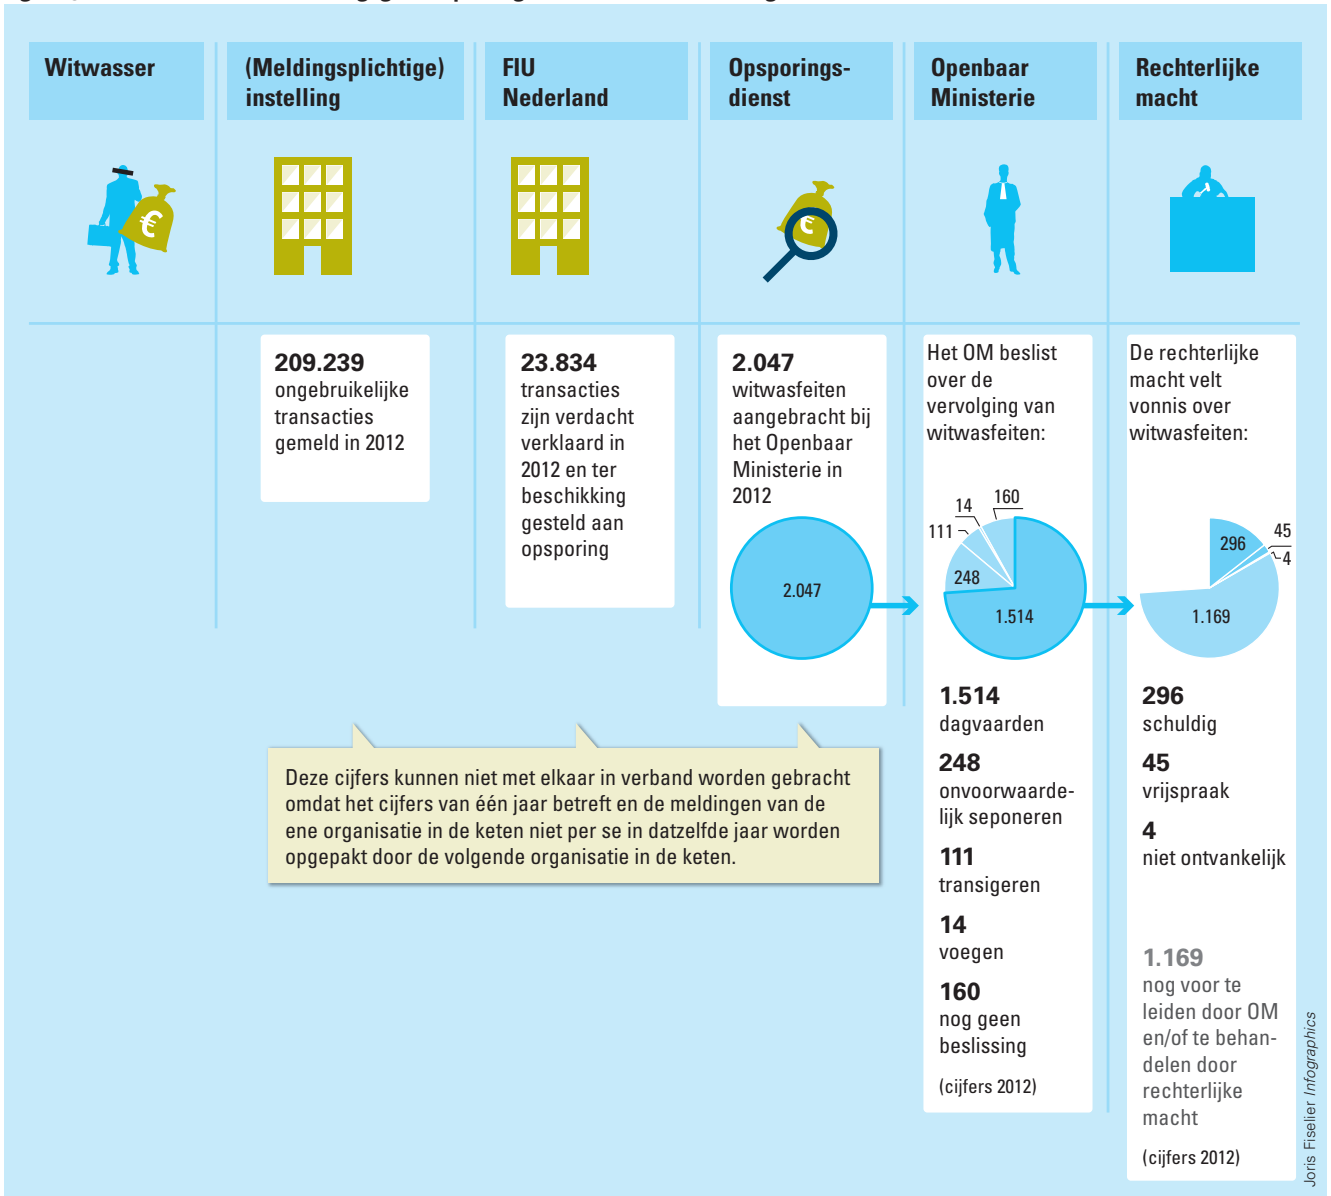 Witwasser
(Meldingsplichtige)
instelling
FIU
Nederland
Opsporings-
dienst
Openbaar
Ministerie
Rechterlijke
macht
€
€
209.239
ongebruikelijke
transacties
gemeld in 2012
23.834
transacties
zijn verdacht
verklaard in
2012 en ter
beschikking
gesteld aan
opsporing
2.047
witwasfeiten
aangebracht bij
het Openbaar
Ministerie in
2012
2.047
Het OM beslist
over de
vervolging van
witwasfeiten:
160
14
111
248
1.514
1.514
dagvaarden
248
onvoorwaarde-
lijk seponeren
111
transigeren
14
voegen
160
nog geen
beslissing
(cijfers 2012)
De rechterlijke
macht velt
vonnis over
witwasfeiten:
296
45
4
1.169
296
schuldig
45
vrijspraak
4
niet ontvankelijk
1.169
nog voor te
leiden door OM
en/of te behan-
delen door
rechterlijke
macht
(cijfers 2012)
Deze cijfers kunnen niet met elkaar in verband worden gebracht
omdat het cijfers van één jaar betreft en de meldingen van de
ene organisatie in de keten niet per se in datzelfde jaar worden
opgepakt door de volgende organisatie in de keten.
Joris Fiselier Infographics